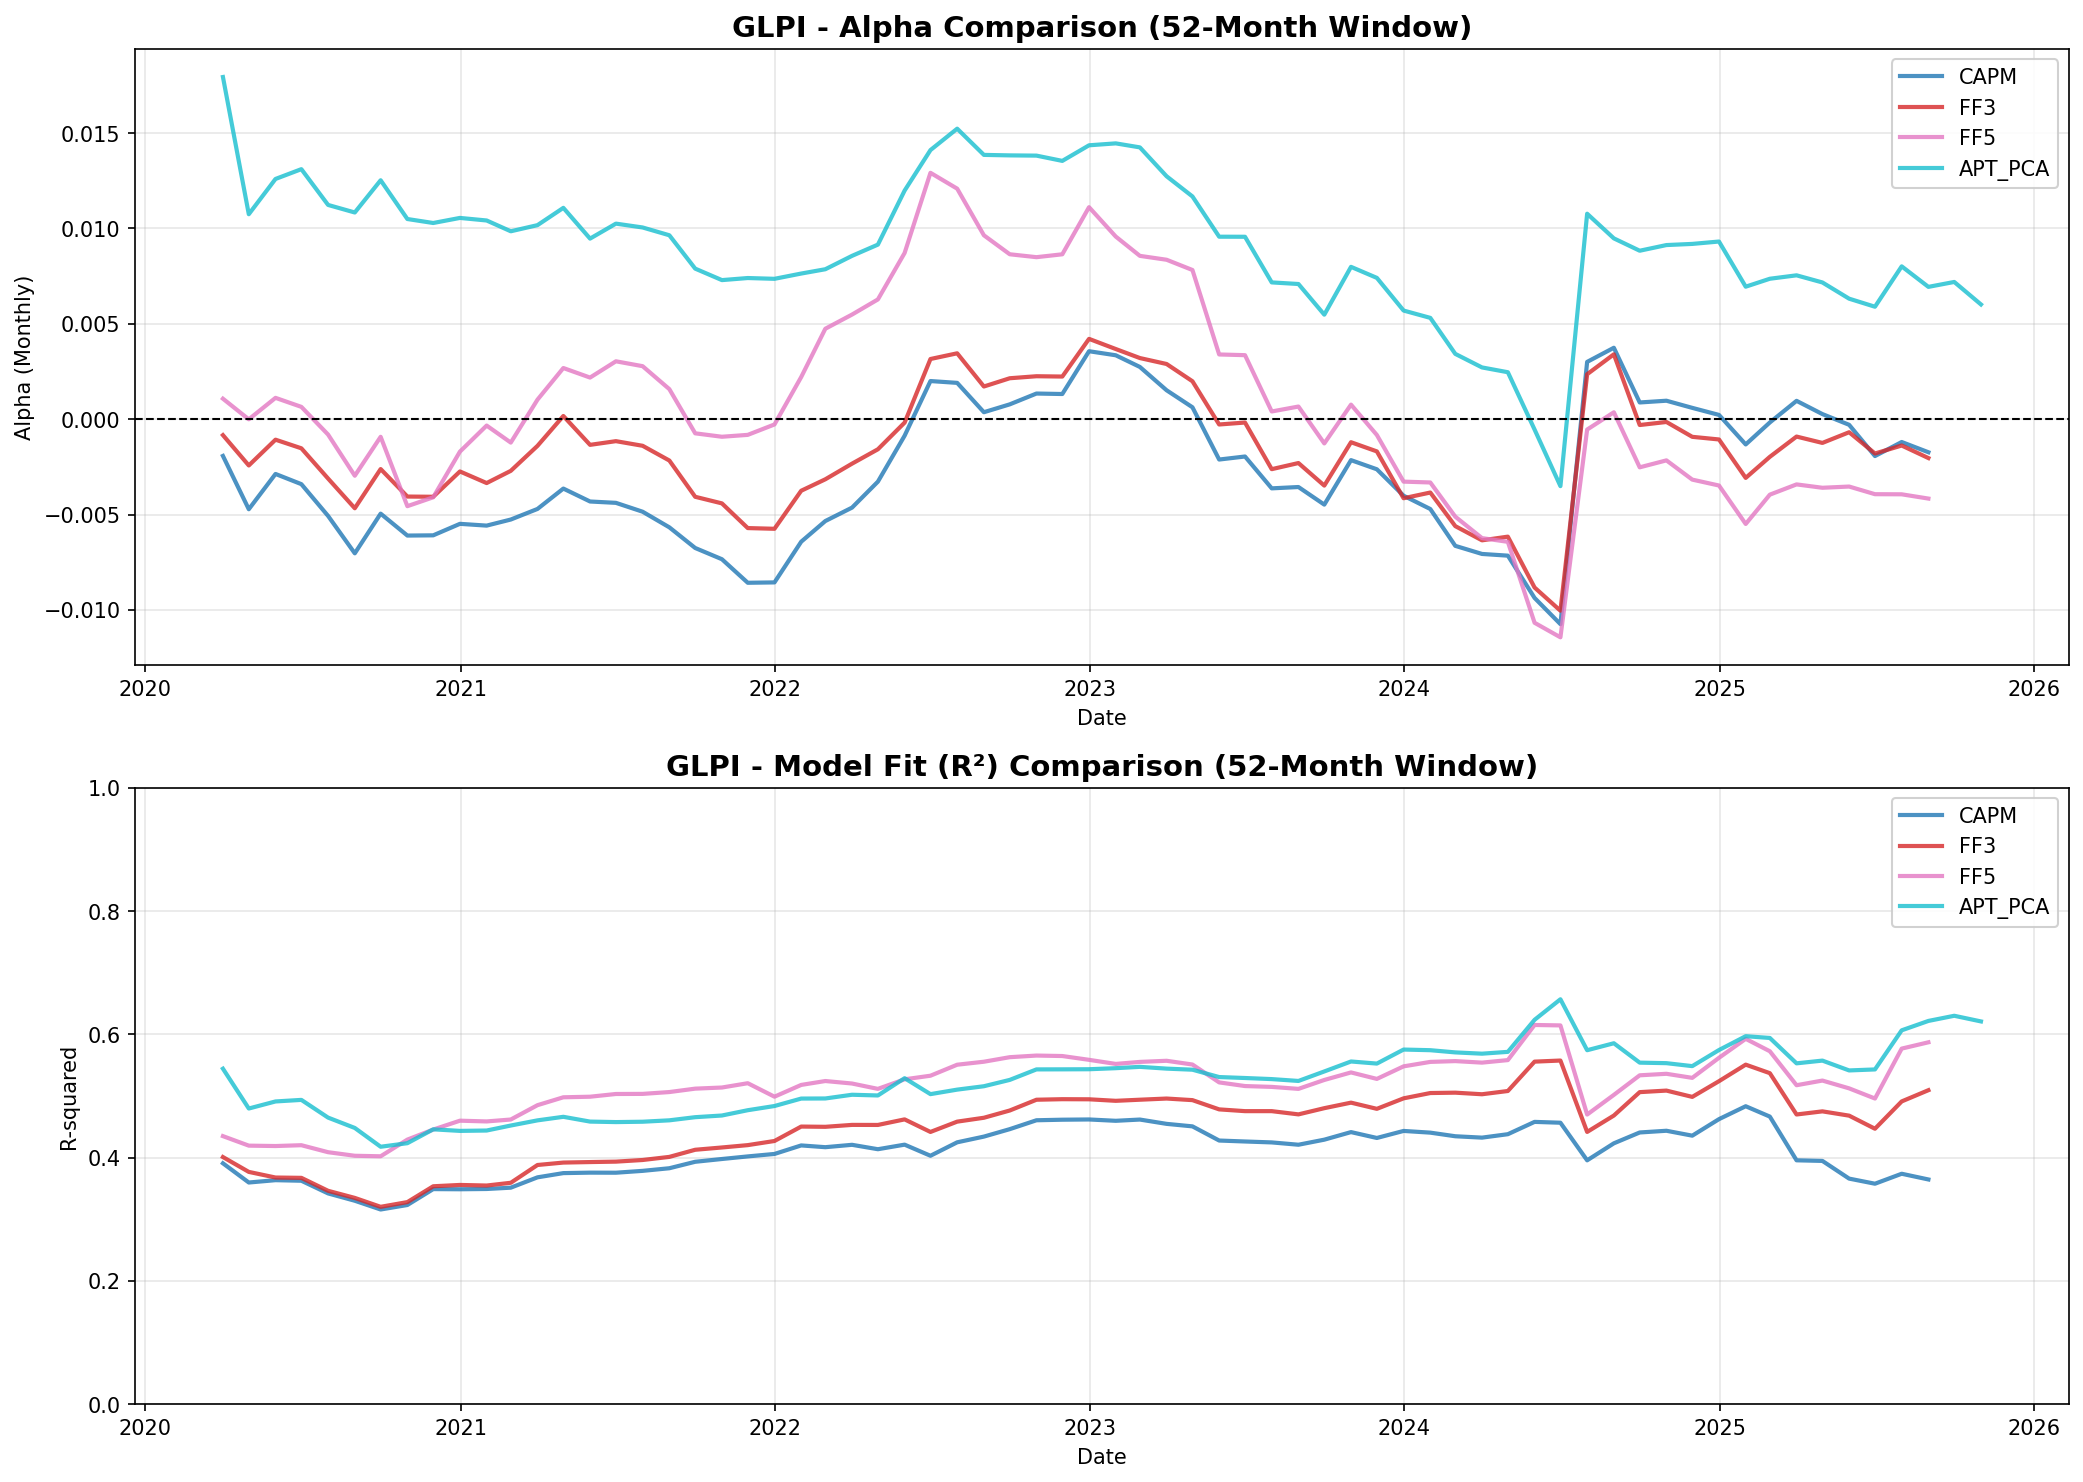 GLPI - Alpha Comparison (52-Month Window)
Alpha (Monthly)
0.015
0.010
0.005
0.000
−0.005
−0.010
CAPM
FF3
FF5
APT_PCA
2020 2021 2022 2023 2024 2025 2026
Date
GLPI - Model Fit (R²) Comparison (52-Month Window)
R-squared
1.0
0.8
0.6
0.4
0.2
0.0
CAPM
FF3
FF5
APT_PCA
2020 2021 2022 2023 2024 2025 2026
Date